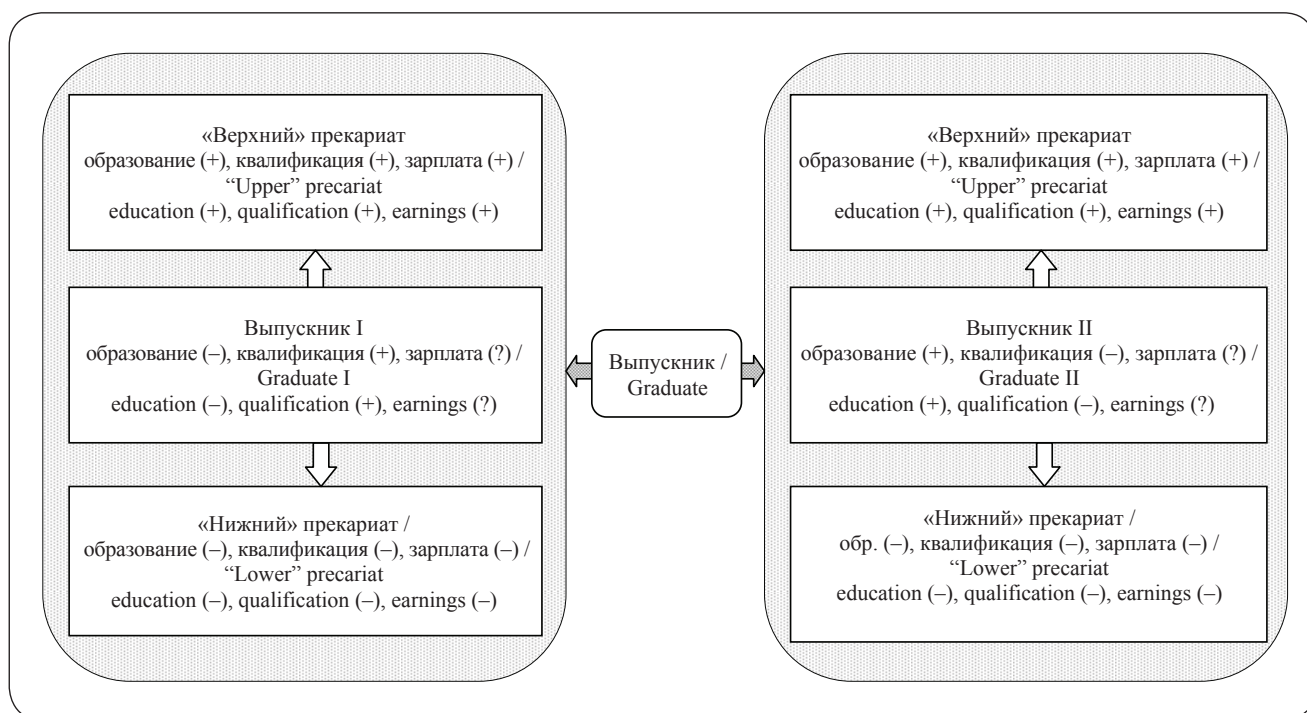 «Верхний» прекариат
образование (+), квалификация (+), зарплата (+) /
“Upper” precariat
education (+), qualification (+), earnings (+)
Выпускник I
образование (–), квалификация (+), зарплата (?) /
Graduate I
education (–), qualification (+), earnings (?)
«Нижний» прекариат /
образование (–), квалификация (–), зарплата (–) /
“Lower” precariat
education (–), qualification (–), earnings (–)
Выпускник /
Graduate
«Верхний» прекариат
образование (+), квалификация (+), зарплата (+) /
“Upper” precariat
education (+), qualification (+), earnings (+)
Выпускник II
образование (+), квалификация (–), зарплата (?) /
Graduate II
education (+), qualification (–), earnings (?)
«Нижний» прекариат /
обр. (–), квалификация (–), зарплата (–) /
“Lower” precariat
education (–), qualification (–), earnings (–)